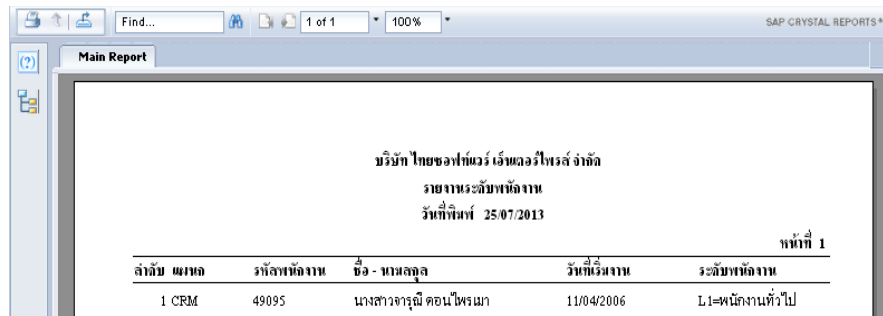 Find...
1 of 1
100%
SAP CRYSTAL REPORTS
Main Report
บริษัท ไทยซอฟท์แวร์ เอ็นเตอร์ไพรส์ จำกัด
รายงานระดับพนักงาน
วันที่พิมพ์ 25/07/2013
หน้าที่ 1
ลำดับ แผนก รหัสพนักงาน ชื่อ - นามสกุล วันที่เริ่มงาน ระดับพนักงาน
1 CRM 49095 นางสาวจารุณี ดอนไพรเมา 11/04/2006 L1=พนักงานทั่วไป